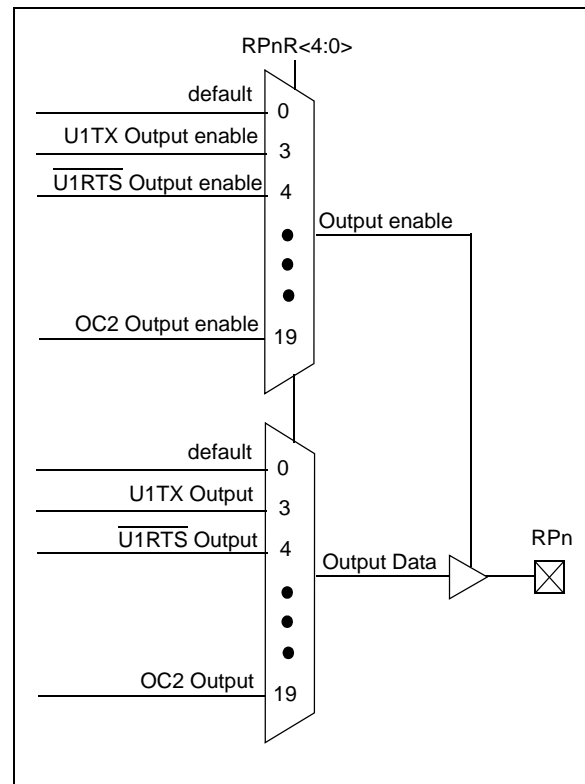 RPnR<4:0>
default
0
U1TX Output enable
3
U1RTS Output enable
4
Output enable
OC2 Output enable
19
default
0
U1TX Output
3
U1RTS Output
4
RPn
Output Data
OC2 Output
19